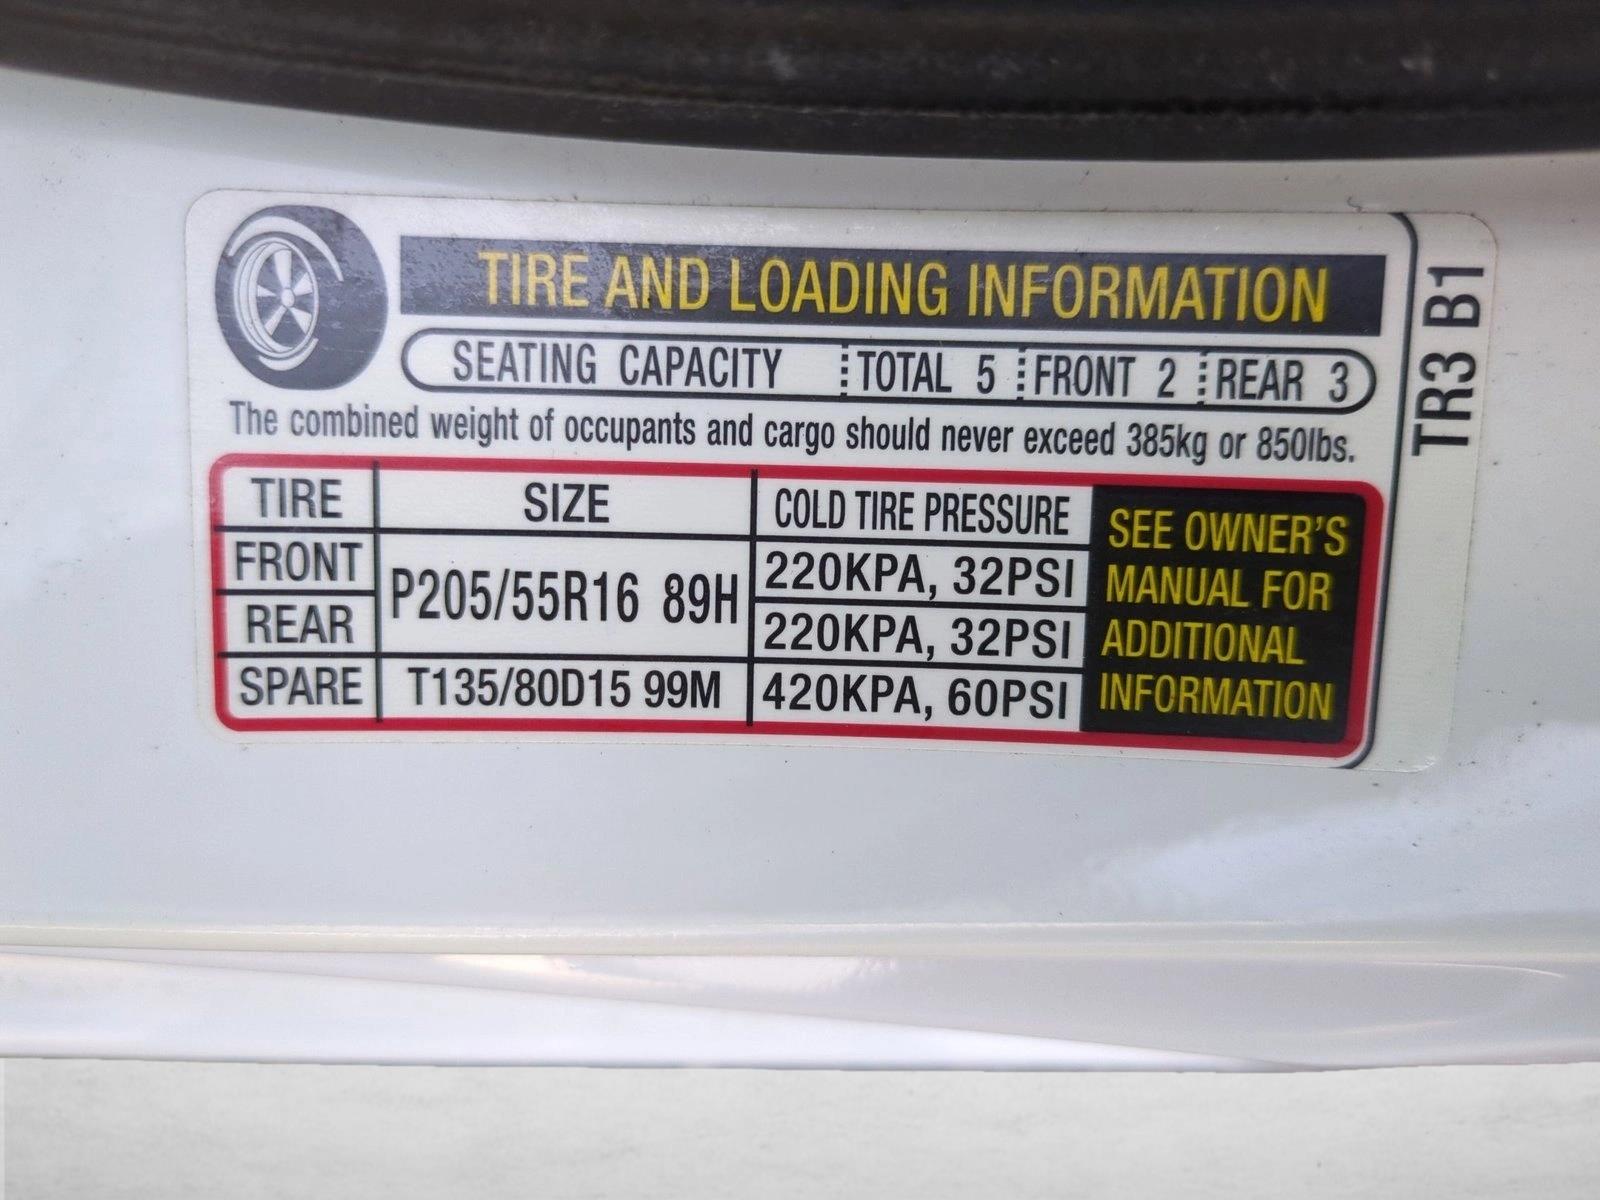 TIRE AND LOADING INFORMATION
SEATING CAPACITY TOTAL 5 FRONT 2 REAR 3
The combined weight of occupants and cargo should never exceed 385kg or 850lbs.
TIRE SIZE COLD TIRE PRESSURE
FRONT P205/55R16 89H 220KPA, 32PSI
REAR 220KPA, 32PSI
SPARE T135/80D15 99M 420KPA, 60PSI
SEE OWNER'S
MANUAL FOR
ADDITIONAL
INFORMATION
TR3 B1